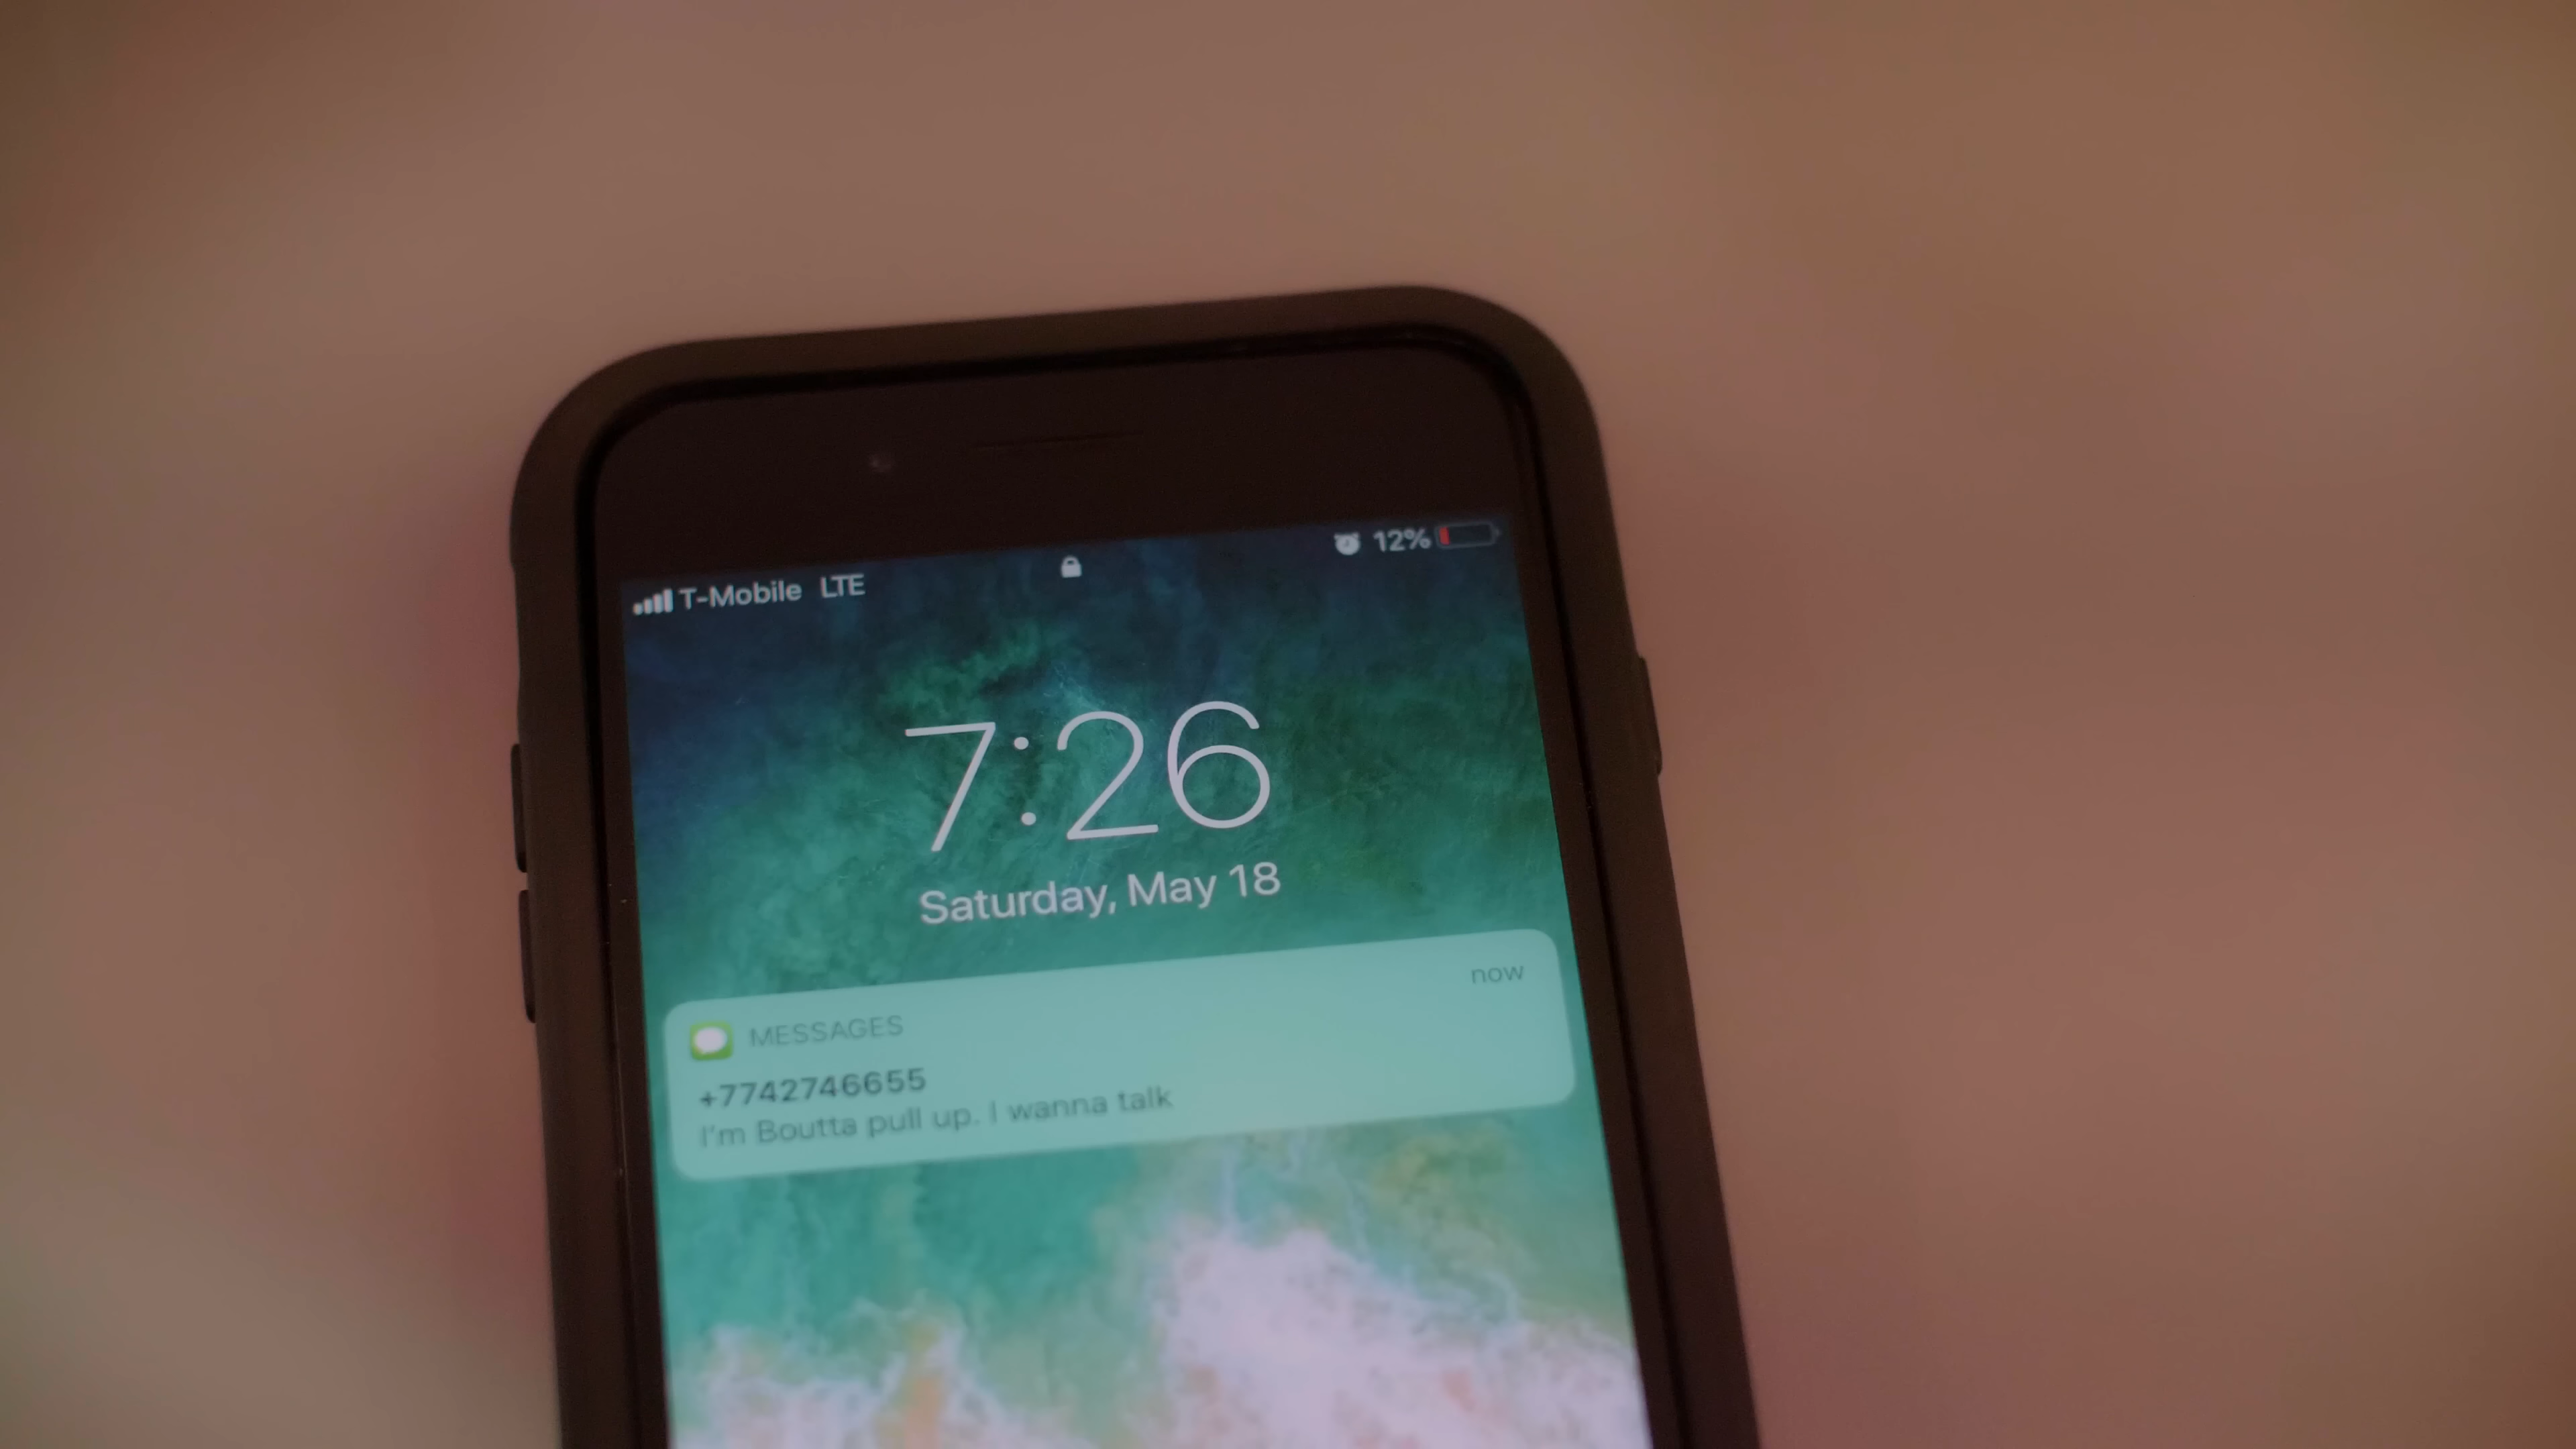 T-Mobile LTE 12%
7:26
Saturday, May 18
MESSAGES now
+7742746655
I'm Boutta pull up. I wanna talk